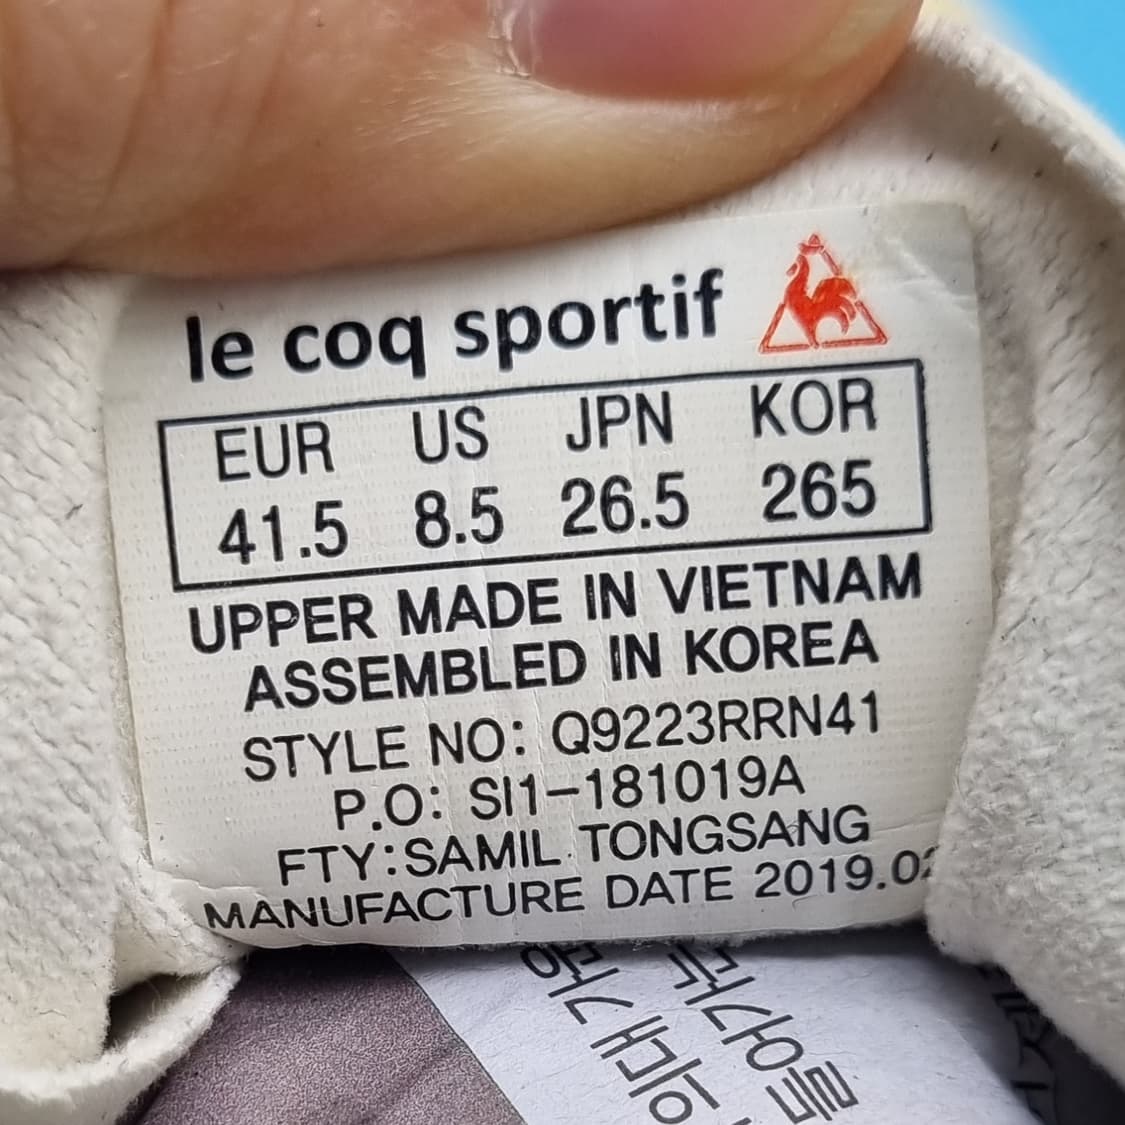 le coq sportif
EUR US JPN KOR
41.5 8.5 26.5 265
UPPER MADE IN VIETNAM
ASSEMBLED IN KOREA
STYLE NO: Q9223RRN41
P.O: SI1-181019A
FTY:SAMIL TONGSANG
MANUFACTURE DATE 2019.02